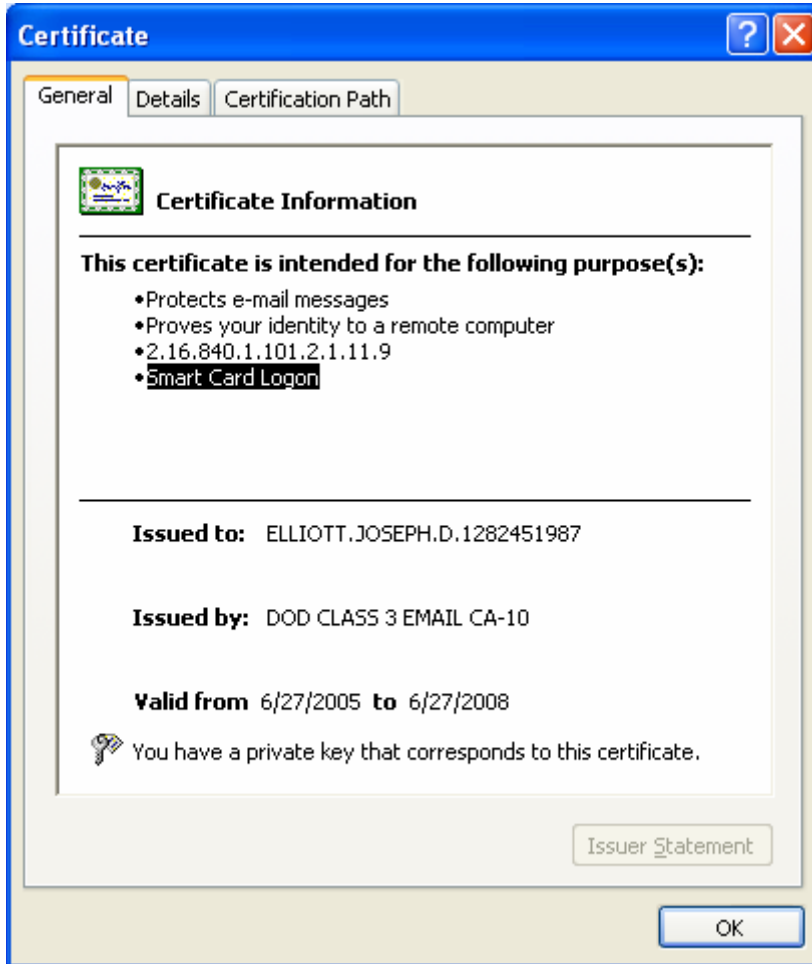 Certificate
General Details Certification Path
Certificate Information
This certificate is intended for the following purpose(s):
•Protects e-mail messages
•Proves your identity to a remote computer
•2.16.840.1.101.2.1.11.9
•Smart Card Logon
Issued to: ELLIOTT.JOSEPH.D.1282451987
Issued by: DOD CLASS 3 EMAIL CA-10
Valid from 6/27/2005 to 6/27/2008
You have a private key that corresponds to this certificate.
Issuer Statement
OK